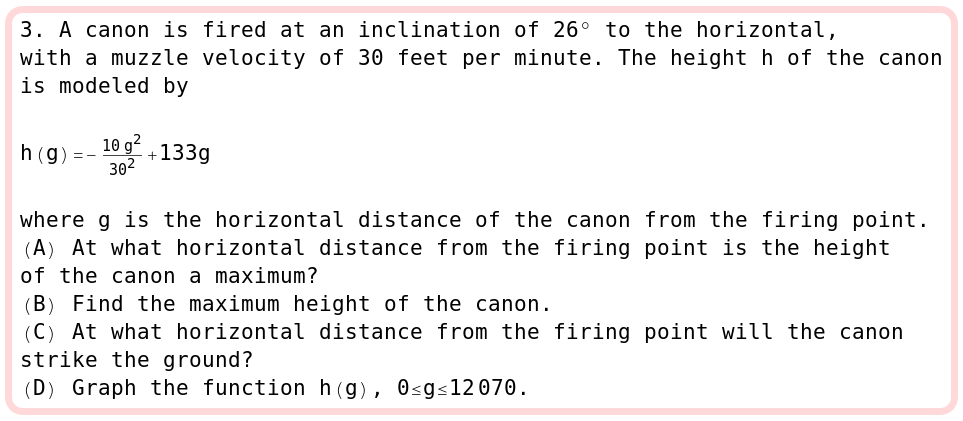 3. A canon is fired at an inclination of 26° to the horizontal,
with a muzzle velocity of 30 feet per minute. The height h of the canon
is modeled by
h(g)=-\frac{10 g^2}{30^2}+133g
where g is the horizontal distance of the canon from the firing point.
(A) At what horizontal distance from the firing point is the height
of the canon a maximum?
(B) Find the maximum height of the canon.
(C) At what horizontal distance from the firing point will the canon
strike the ground?
(D) Graph the function h(g), 0≤g≤12070.